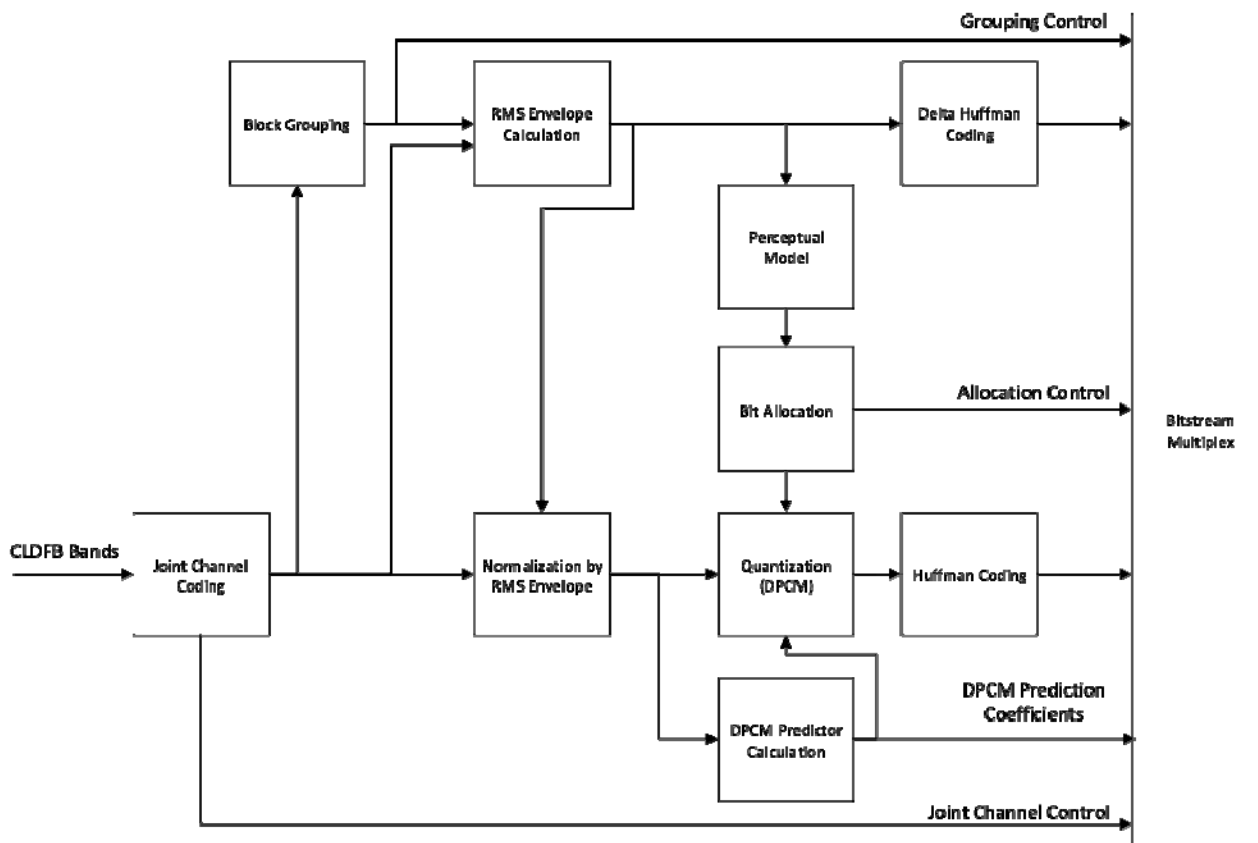 Grouping Control
Block Grouping
RMS Envelope
Calculation
Delta Huffman
Coding
Perceptual
Model
Allocation Control
Bit Allocation
Bitstream
Multiplex
CLDFB Bands
Joint Channel
Coding
Normalization by
RMS Envelope
Quantization
(DPCM)
Huffman Coding
DPCM Prediction
Coefficients
DPCM Predictor
Calculation
Joint Channel Control